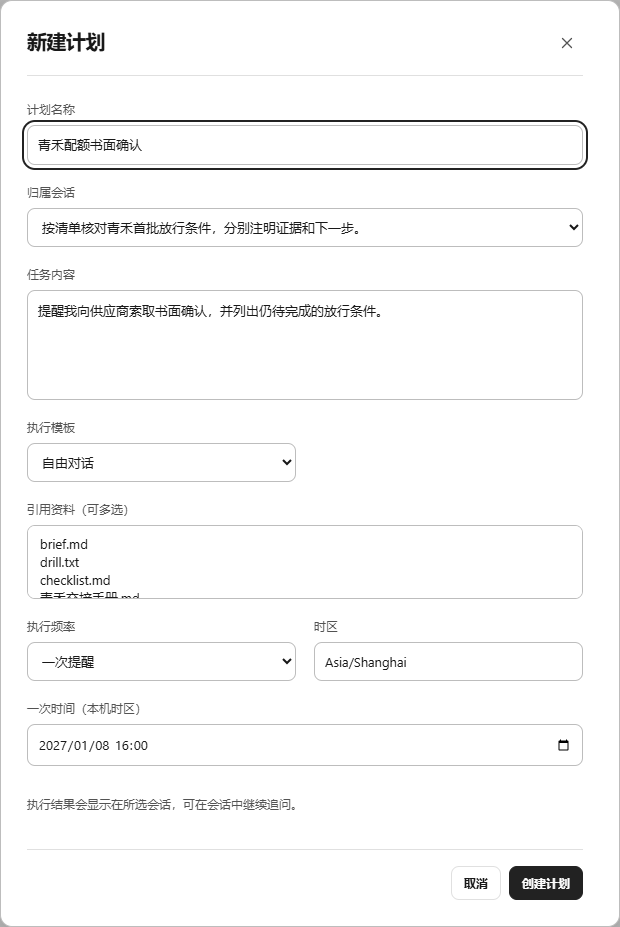 新建计划
计划名称
青禾配额书面确认
归属会话
按清单核对青禾首批放行条件，分别注明证据和下一步。
任务内容
提醒我向供应商索取书面确认，并列出仍待完成的放行条件。
执行模板
自由对话
引用资料（可多选）
brief.md
drill.txt
checklist.md
青禾交接手册.md
执行频率
时区
一次提醒
Asia/Shanghai
一次时间（本机时区）
2027/01/08 16:00
执行结果会显示在所选会话，可在会话中继续追问。
取消
创建计划